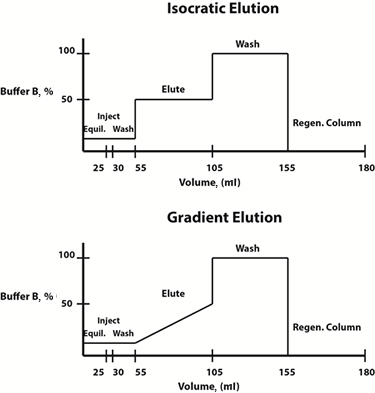 Isocratic Elution
Wash
100
Buffer B, %
50
Elute
Inject
Equil. Wash
Regen. Column
25 30 55 105 155 180
Volume, (ml)
Gradient Elution
Wash
100
Buffer B, %
50
Elute
Inject
Equil. Wash
Regen. Column
25 30 55 105 155 180
Volume, (ml)